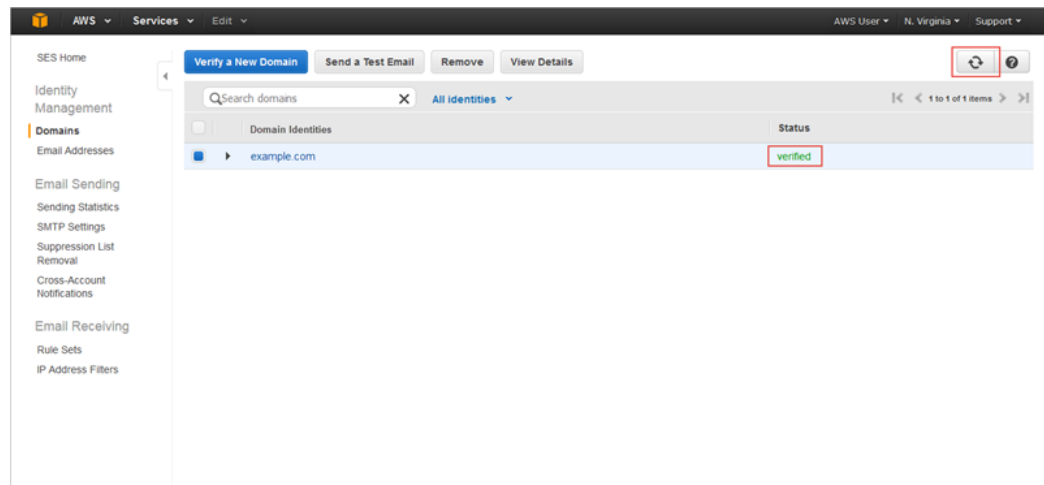 AWS Services Edit AWS User N. Virginia Support
SES Home
Identity
Management
Domains
Email Addresses
Email Sending
Sending Statistics
SMTP Settings
Suppression List
Removal
Cross-Account
Notifications
Email Receiving
Rule Sets
IP Address Filters
Verify a New Domain Send a Test Email Remove View Details
Search domains All identities 1 to 1 of 1 items
Domain Identities Status
example.com verified